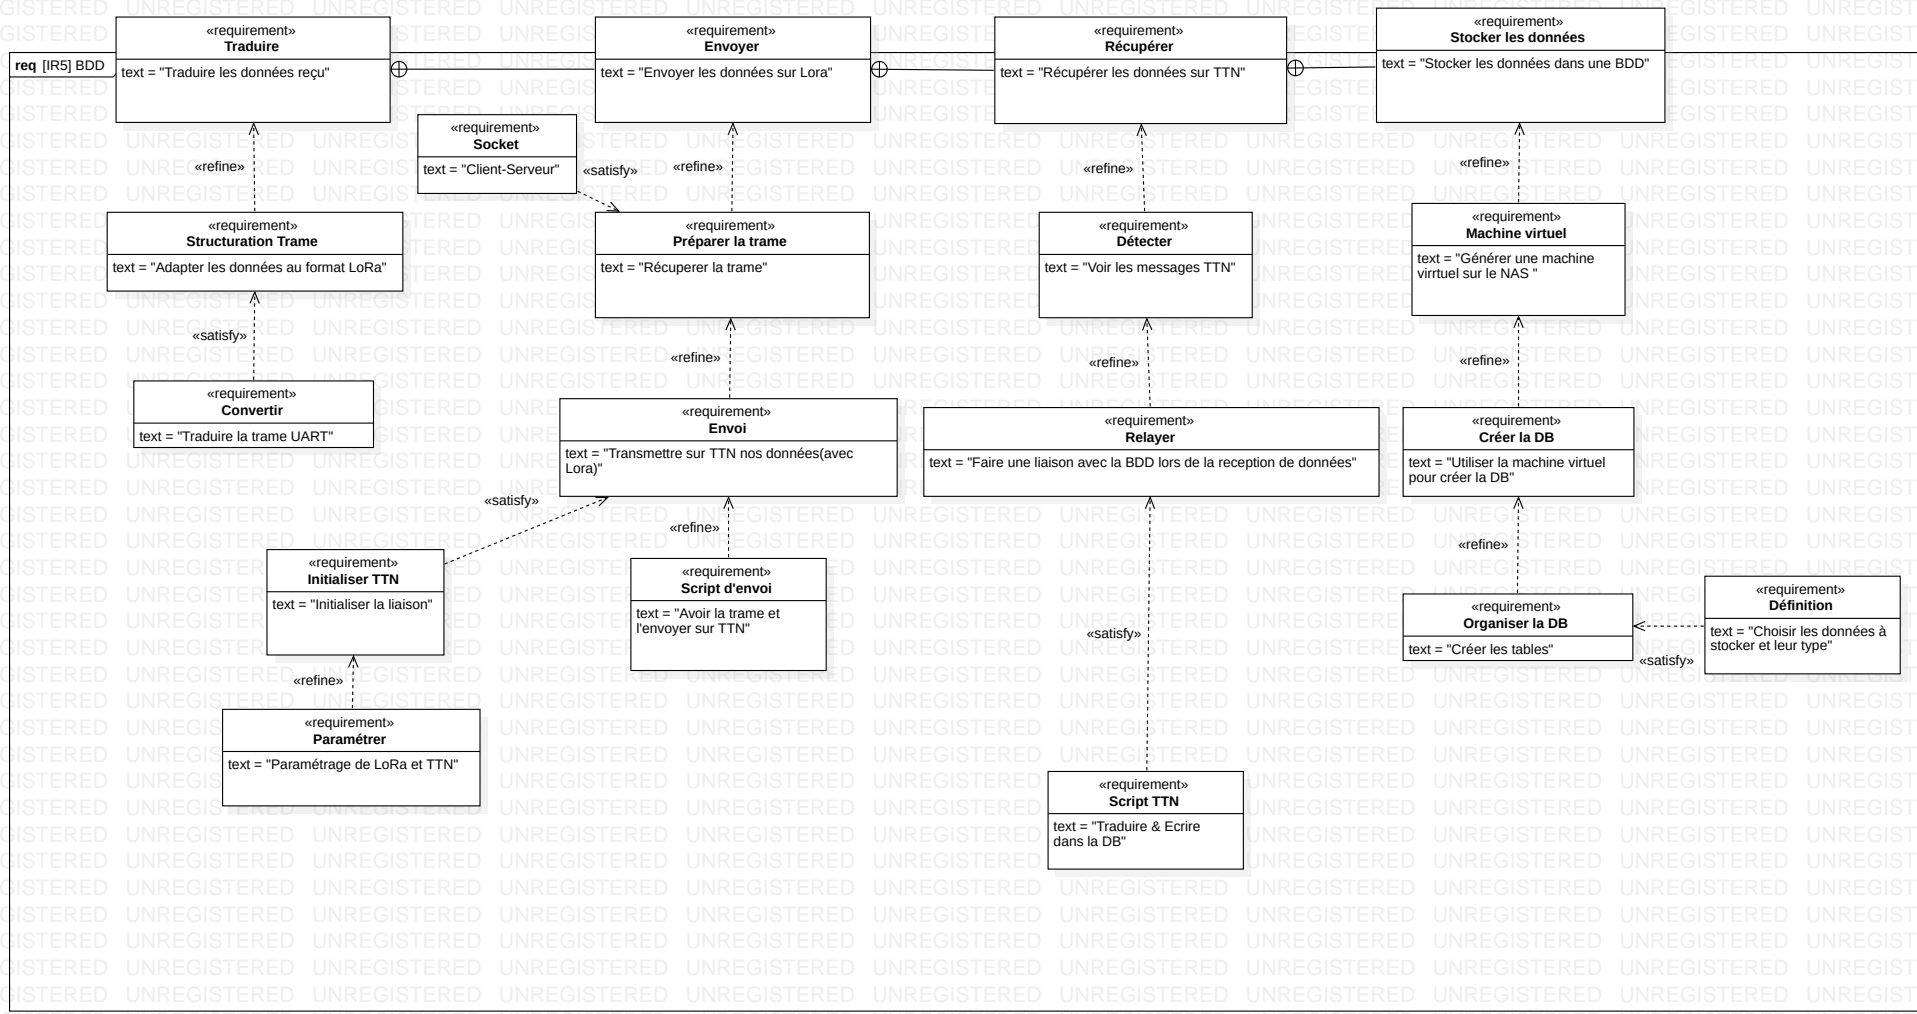 req [IR5] BDD
«requirement»
Traduire
text = "Traduire les données reçu"
«requirement»
Envoyer
text = "Envoyer les données sur Lora"
«requirement»
Récupérer
text = "Récupérer les données sur TTN"
«requirement»
Stocker les données
text = "Stocker les données dans une BDD"
«refine»
«requirement»
Socket
text = "Client-Serveur"
«satisfy»
«refine»
«refine»
«refine»
«requirement»
Structuration Trame
text = "Adapter les données au format LoRa"
«requirement»
Préparer la trame
text = "Récuperer la trame"
«requirement»
Détecter
text = "Voir les messages TTN"
«requirement»
Machine virtuel
text = "Générer une machine
virrtuel sur le NAS "
«satisfy»
«refine»
«refine»
«refine»
«requirement»
Convertir
text = "Traduire la trame UART"
«requirement»
Envoi
text = "Transmettre sur TTN nos données(avec
Lora)"
«requirement»
Relayer
text = "Faire une liaison avec la BDD lors de la reception de données"
«requirement»
Créer la DB
text = "Utiliser la machine virtuel
pour créer la DB"
«satisfy»
«refine»
«refine»
«requirement»
Initialiser TTN
text = "Initialiser la liaison"
«requirement»
Script d'envoi
text = "Avoir la trame et
l'envoyer sur TTN"
«satisfy»
«requirement»
Organiser la DB
text = "Créer les tables"
«satisfy»
«requirement»
Définition
text = "Choisir les données à
stocker et leur type"
«refine»
«requirement»
Paramétrer
text = "Paramétrage de LoRa et TTN"
«requirement»
Script TTN
text = "Traduire & Ecrire
dans la DB"
UNREGISTERED